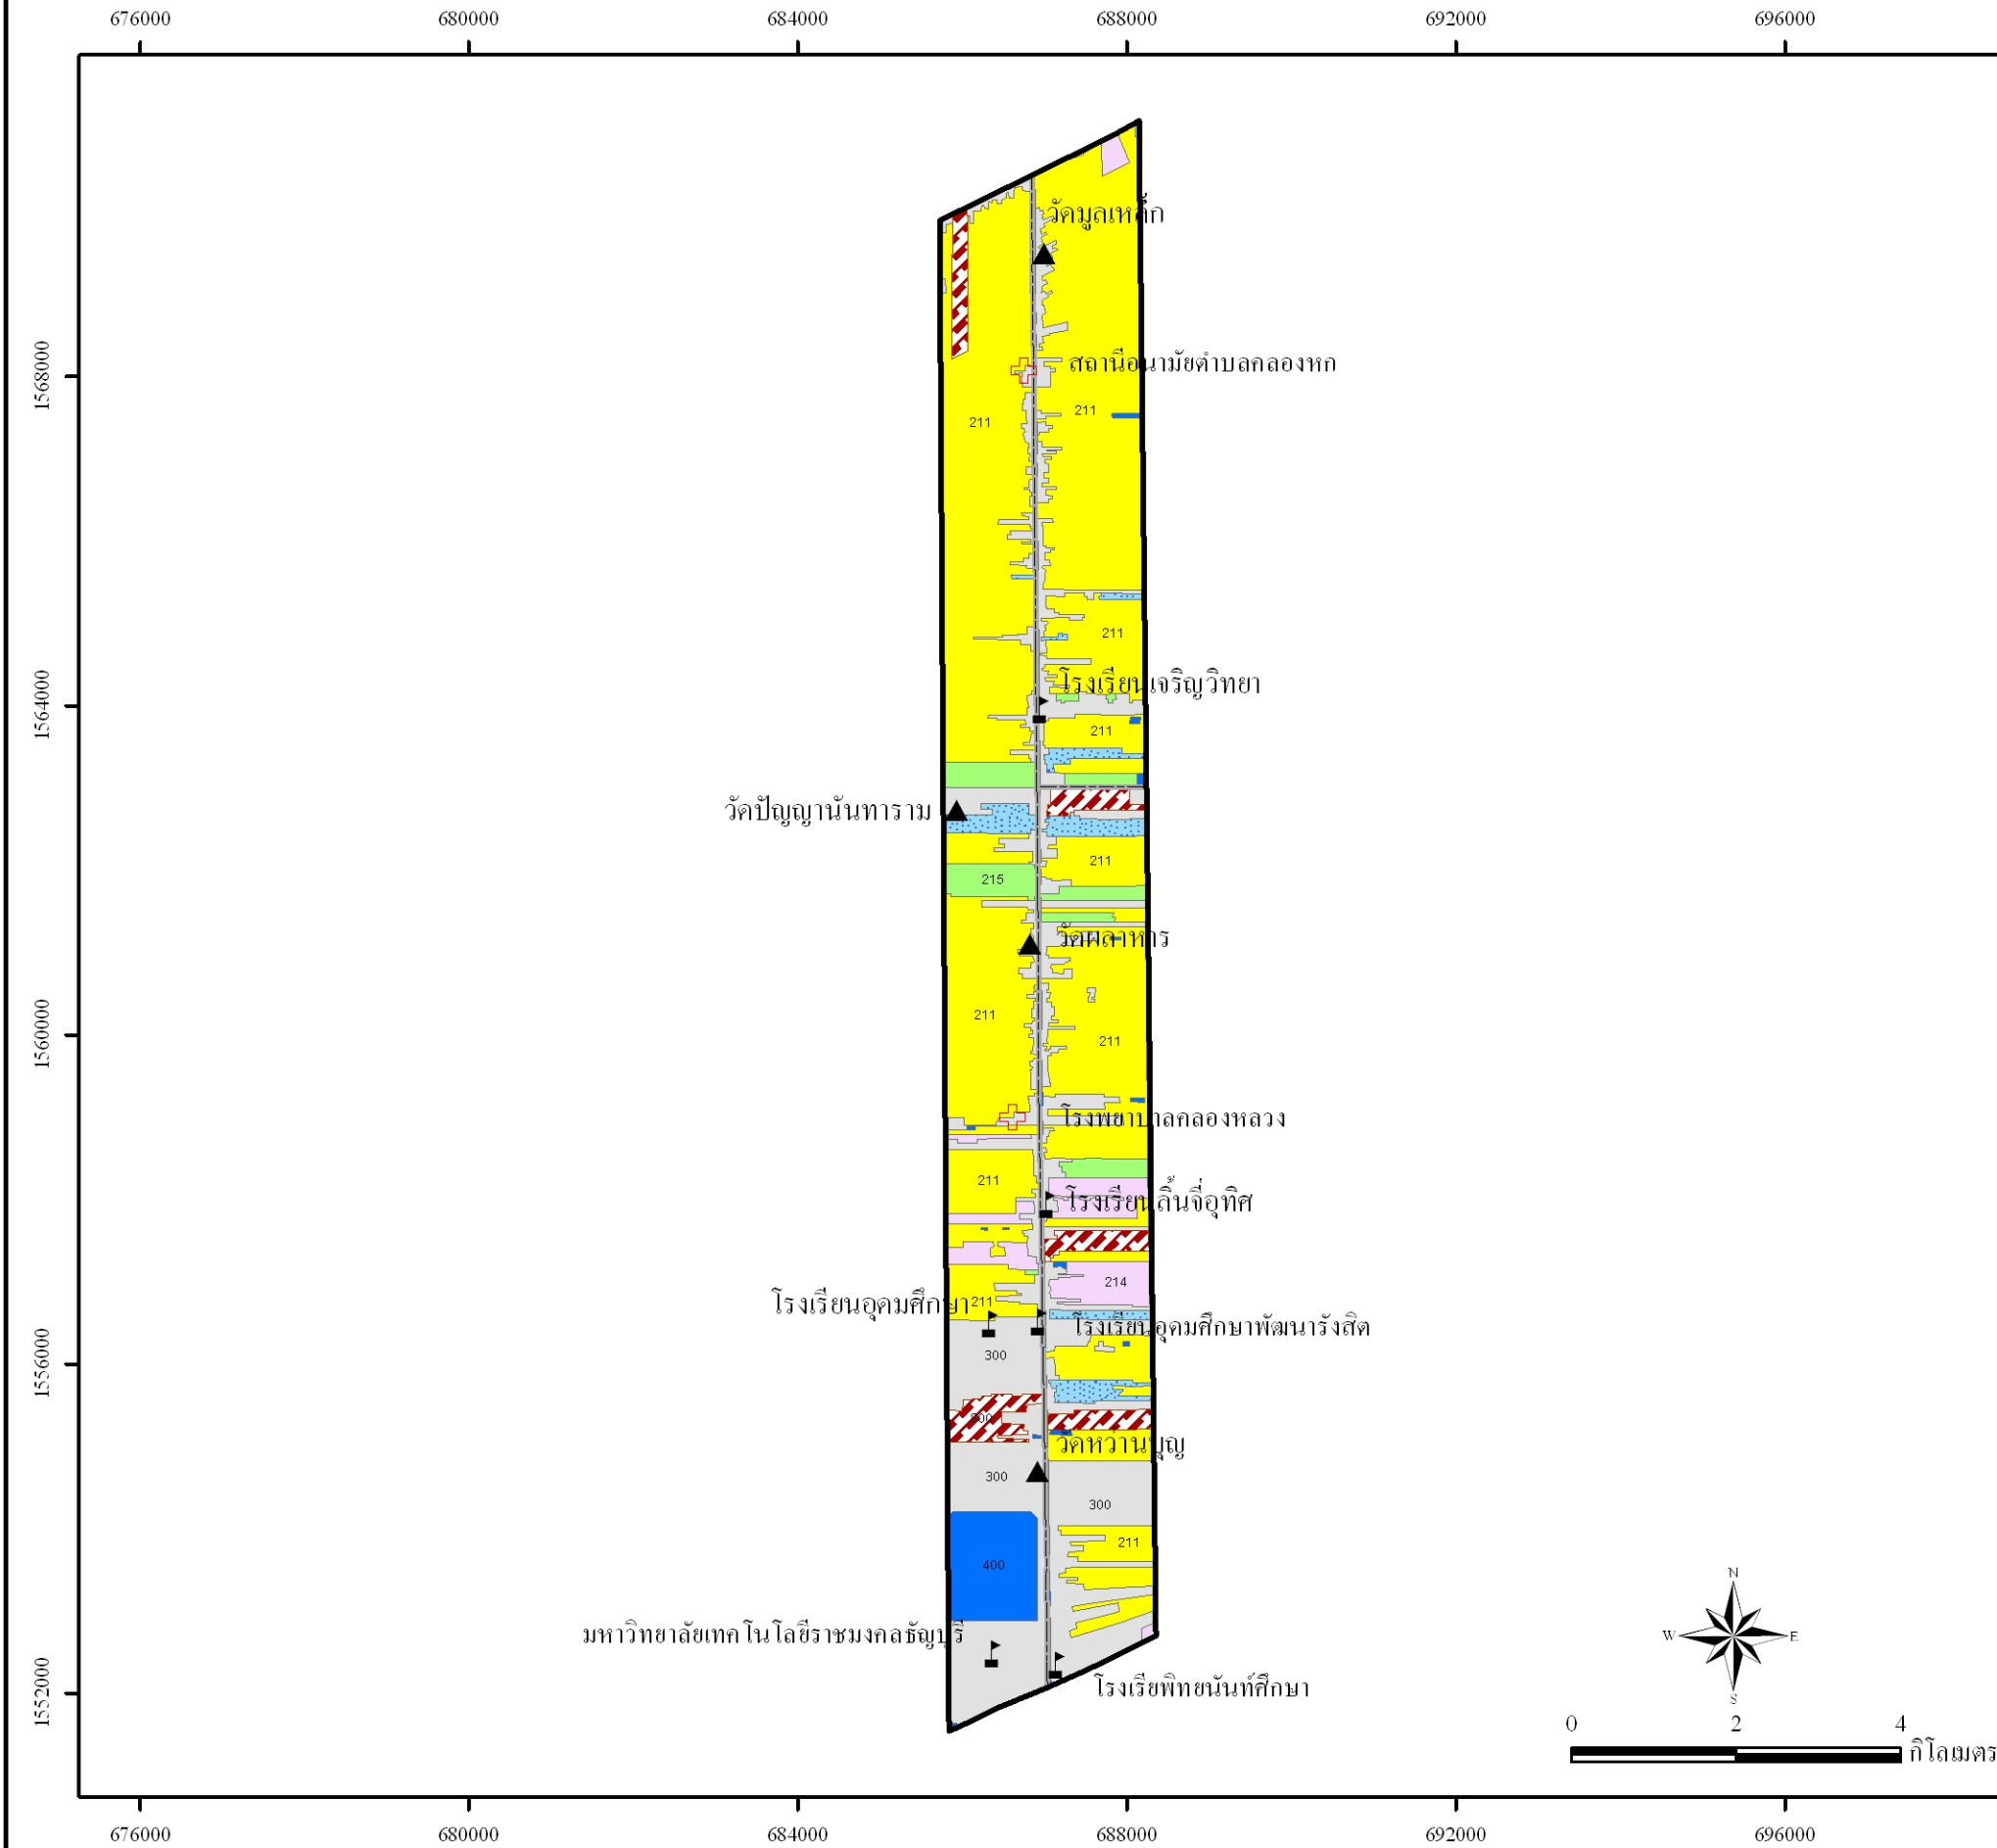 676000 680000 684000 688000 692000 696000
วัดมูลเหล็ก
1568000
สถานีอนามัยตำบลคลองหก
211
211
211
1564000
โรงเรียนเจริญวิทยา
211
วัดปัญญานันทาราม
211
215
วัดผลาหาร
211
1560000
211
โรงพยาบาลคลองหลวง
211
โรงเรียนลิ้นจี่อุทิศ
214
โรงเรียนอุดมศึกษา
211
โรงเรียนอุดมศึกษาพัฒนารังสิต
300
1556000
800
วัดหว่านบุญ
300
300
211
400
มหาวิทยาลัยเทคโนโลยีราชมงคลธัญบุรี
1552000
โรงเรียพิทยนันท์ศึกษา
N
W E
S
0 2 4
กิโลเมตร
676000 680000 684000 688000 692000 696000